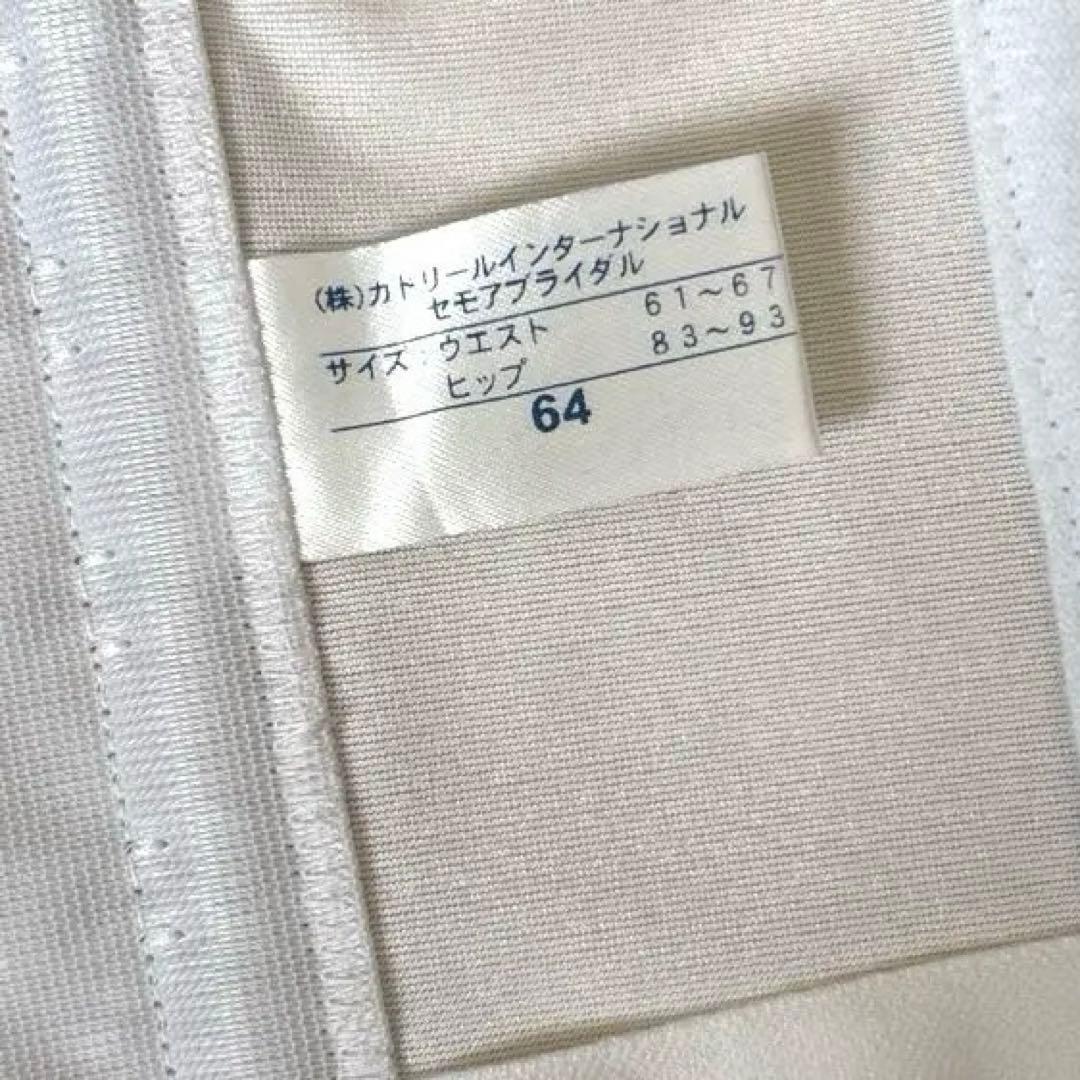 (株)カドリールインターナショナル
セモアブライダル
サイズ:ウエスト 61〜67
ヒップ 83〜93
64